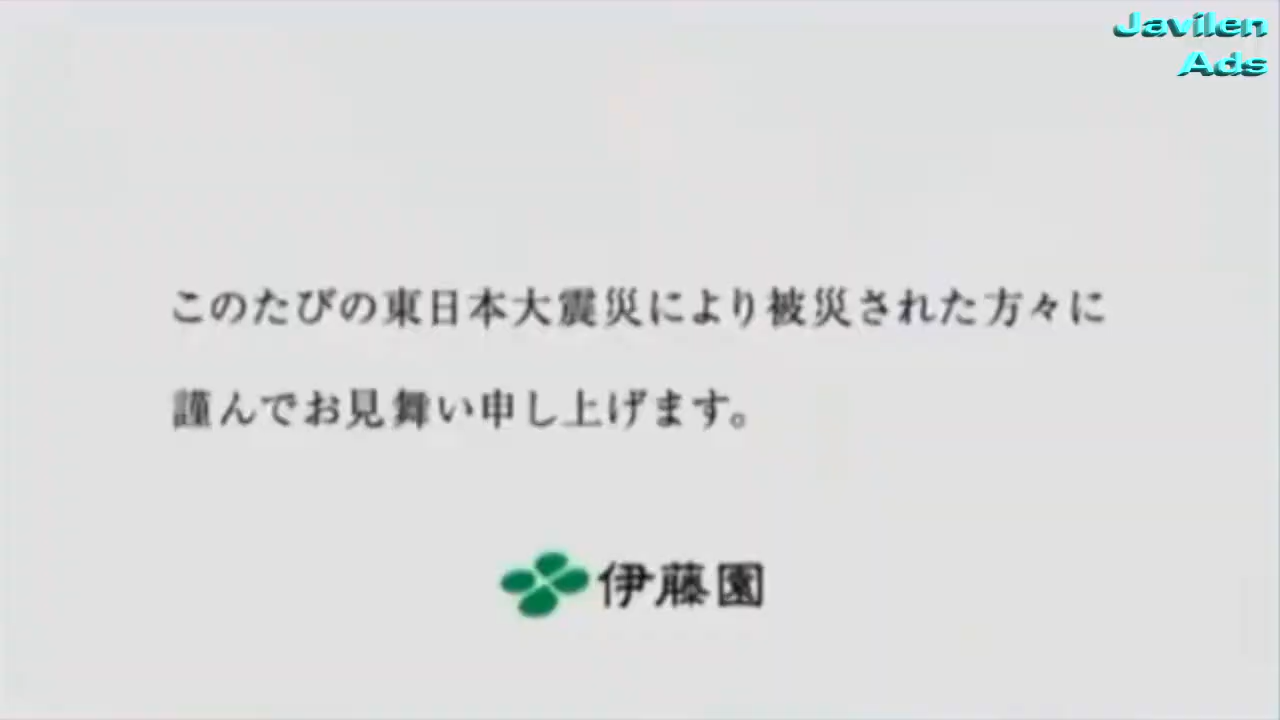 Javilen
Ads
このたびの東日本大震災により被災された方々に
謹んでお見舞い申し上げます。
伊藤園